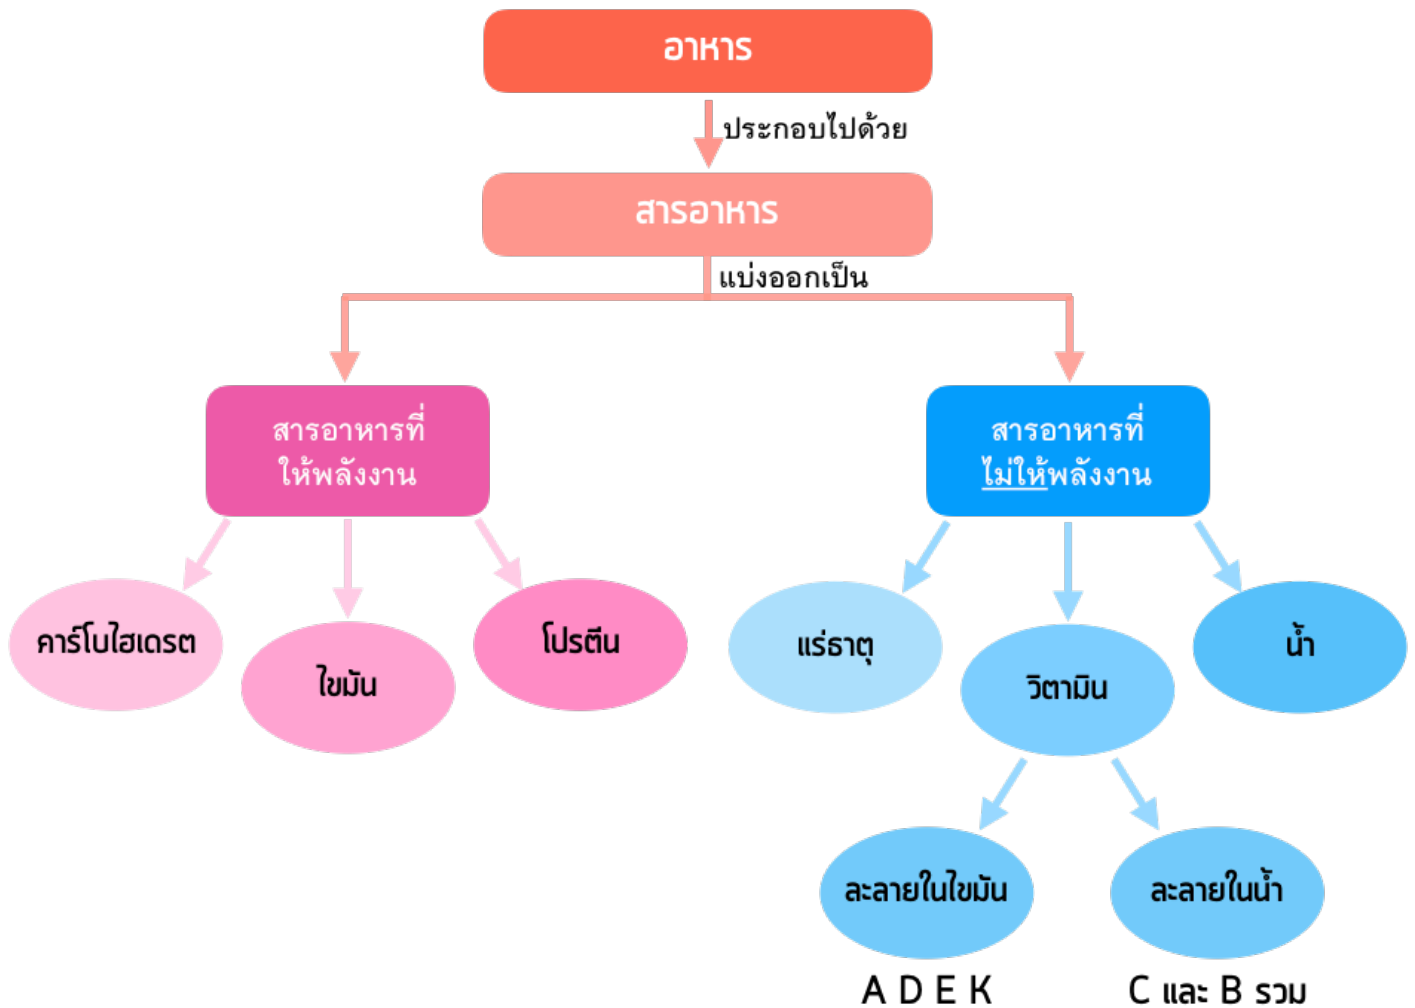 อาหาร
ประกอบไปด้วย
สารอาหาร
แบ่งออกเป็น
สารอาหารที่
ให้พลังงาน
สารอาหารที่
ไม่ให้พลังงาน
คาร์โบไฮเดรต
ไขมัน
โปรตีน
แร่ธาตุ
วิตามิน
น้ำ
ละลายในไขมัน
ละลายในน้ำ
A D E K
C และ B รวม